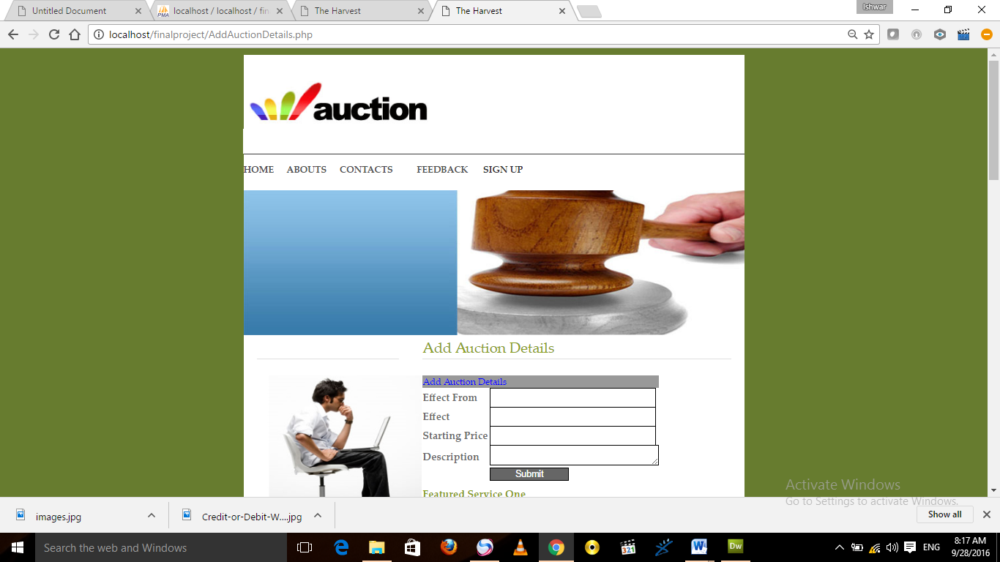 Untitled Document
localhost / localhost / fin
The Harvest
The Harvest
Ishwar
localhost/finalproject/AddAuctionDetails.php
auction
HOME ABOUTS CONTACTS FEEDBACK SIGN UP
Add Auction Details
Add Auction Details
Effect From
Effect
Starting Price
Description
Submit
Featured Service One
Activate Windows
Go to Settings to activate Windows.
images.jpg
Credit-or-Debit-W....jpg
Show all
Search the web and Windows
321
Dw
ENG
8:17 AM
9/28/2016